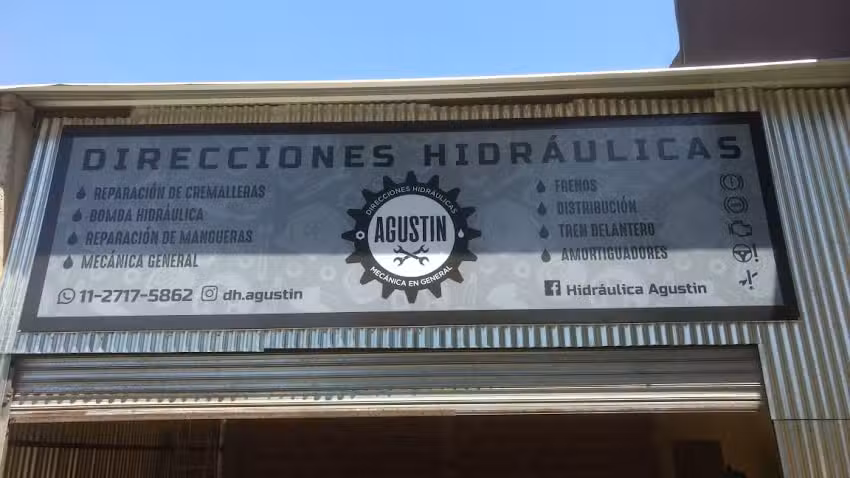 DIRECCIONES HIDRÁULICAS
REPARACIÓN DE CREMALLERAS
BOMBA HIDRÁULICA
REPARACIÓN DE MANGUERAS
MECÁNICA GENERAL
11-2717-5862 dh.agustin
DIRECCIONES HIDRÁULICAS
AGUSTIN
MECÁNICA EN GENERAL
FRENOS
DISTRIBUCIÓN
TREN DELANTERO
AMORTIGUADORES
Hidráulica Agustin